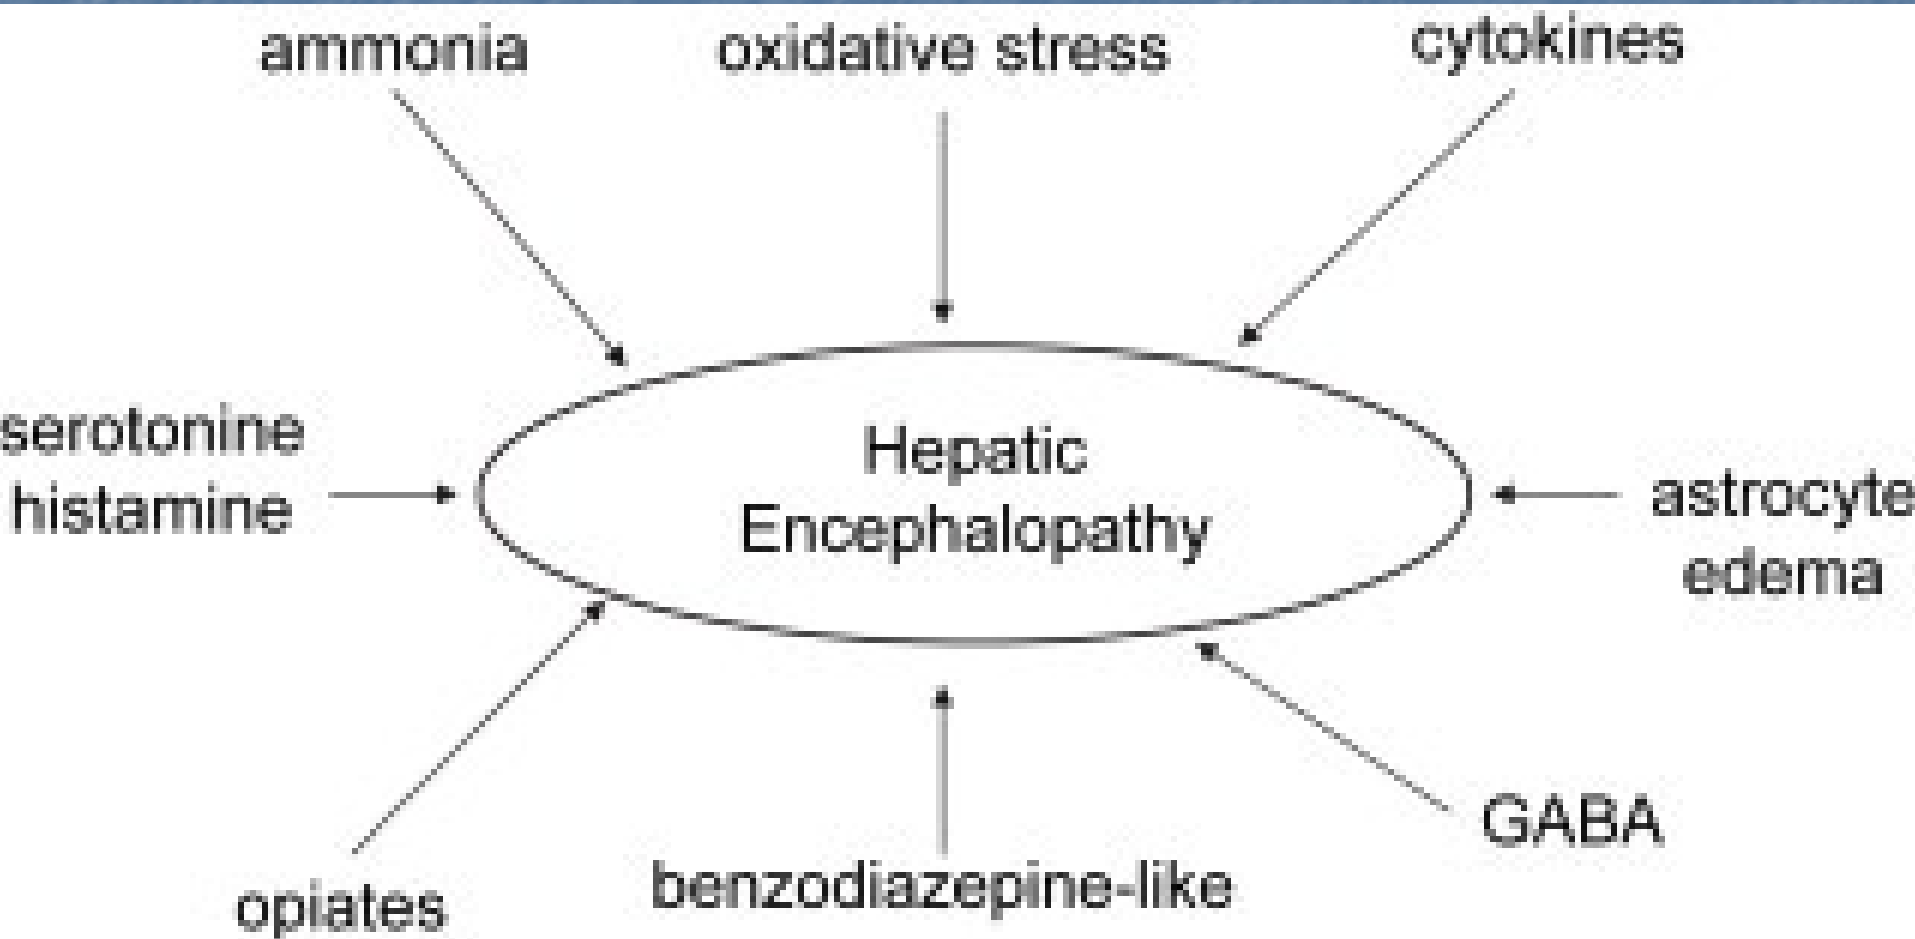 ammonia
oxidative stress
cytokines
serotonine
histamine
Hepatic
Encephalopathy
astrocyte
edema
opiates
benzodiazepine-like
GABA